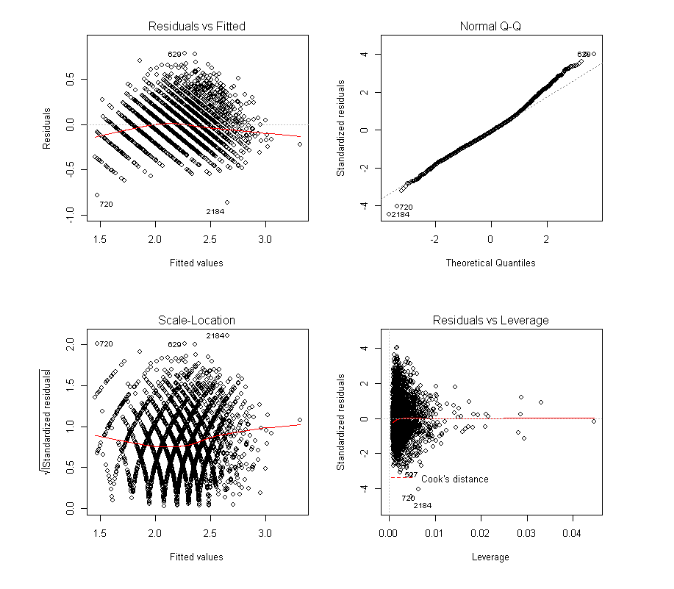 Residuals vs Fitted
Residuals
0.5
0.0
-0.5
-1.0
629
720
2184
1.5 2.0 2.5 3.0
Fitted values
Normal Q-Q
Standardized residuals
4
2
0
-2
-4
720
2184
-2 0 2
Theoretical Quantiles
Scale-Location
√|Standardized residuals|
2.0
1.5
1.0
0.5
0.0
720
629
2184
1.5 2.0 2.5 3.0
Fitted values
Residuals vs Leverage
Standardized residuals
4
2
0
-2
-4
Cook's distance
720
2184
0.00 0.01 0.02 0.03 0.04
Leverage